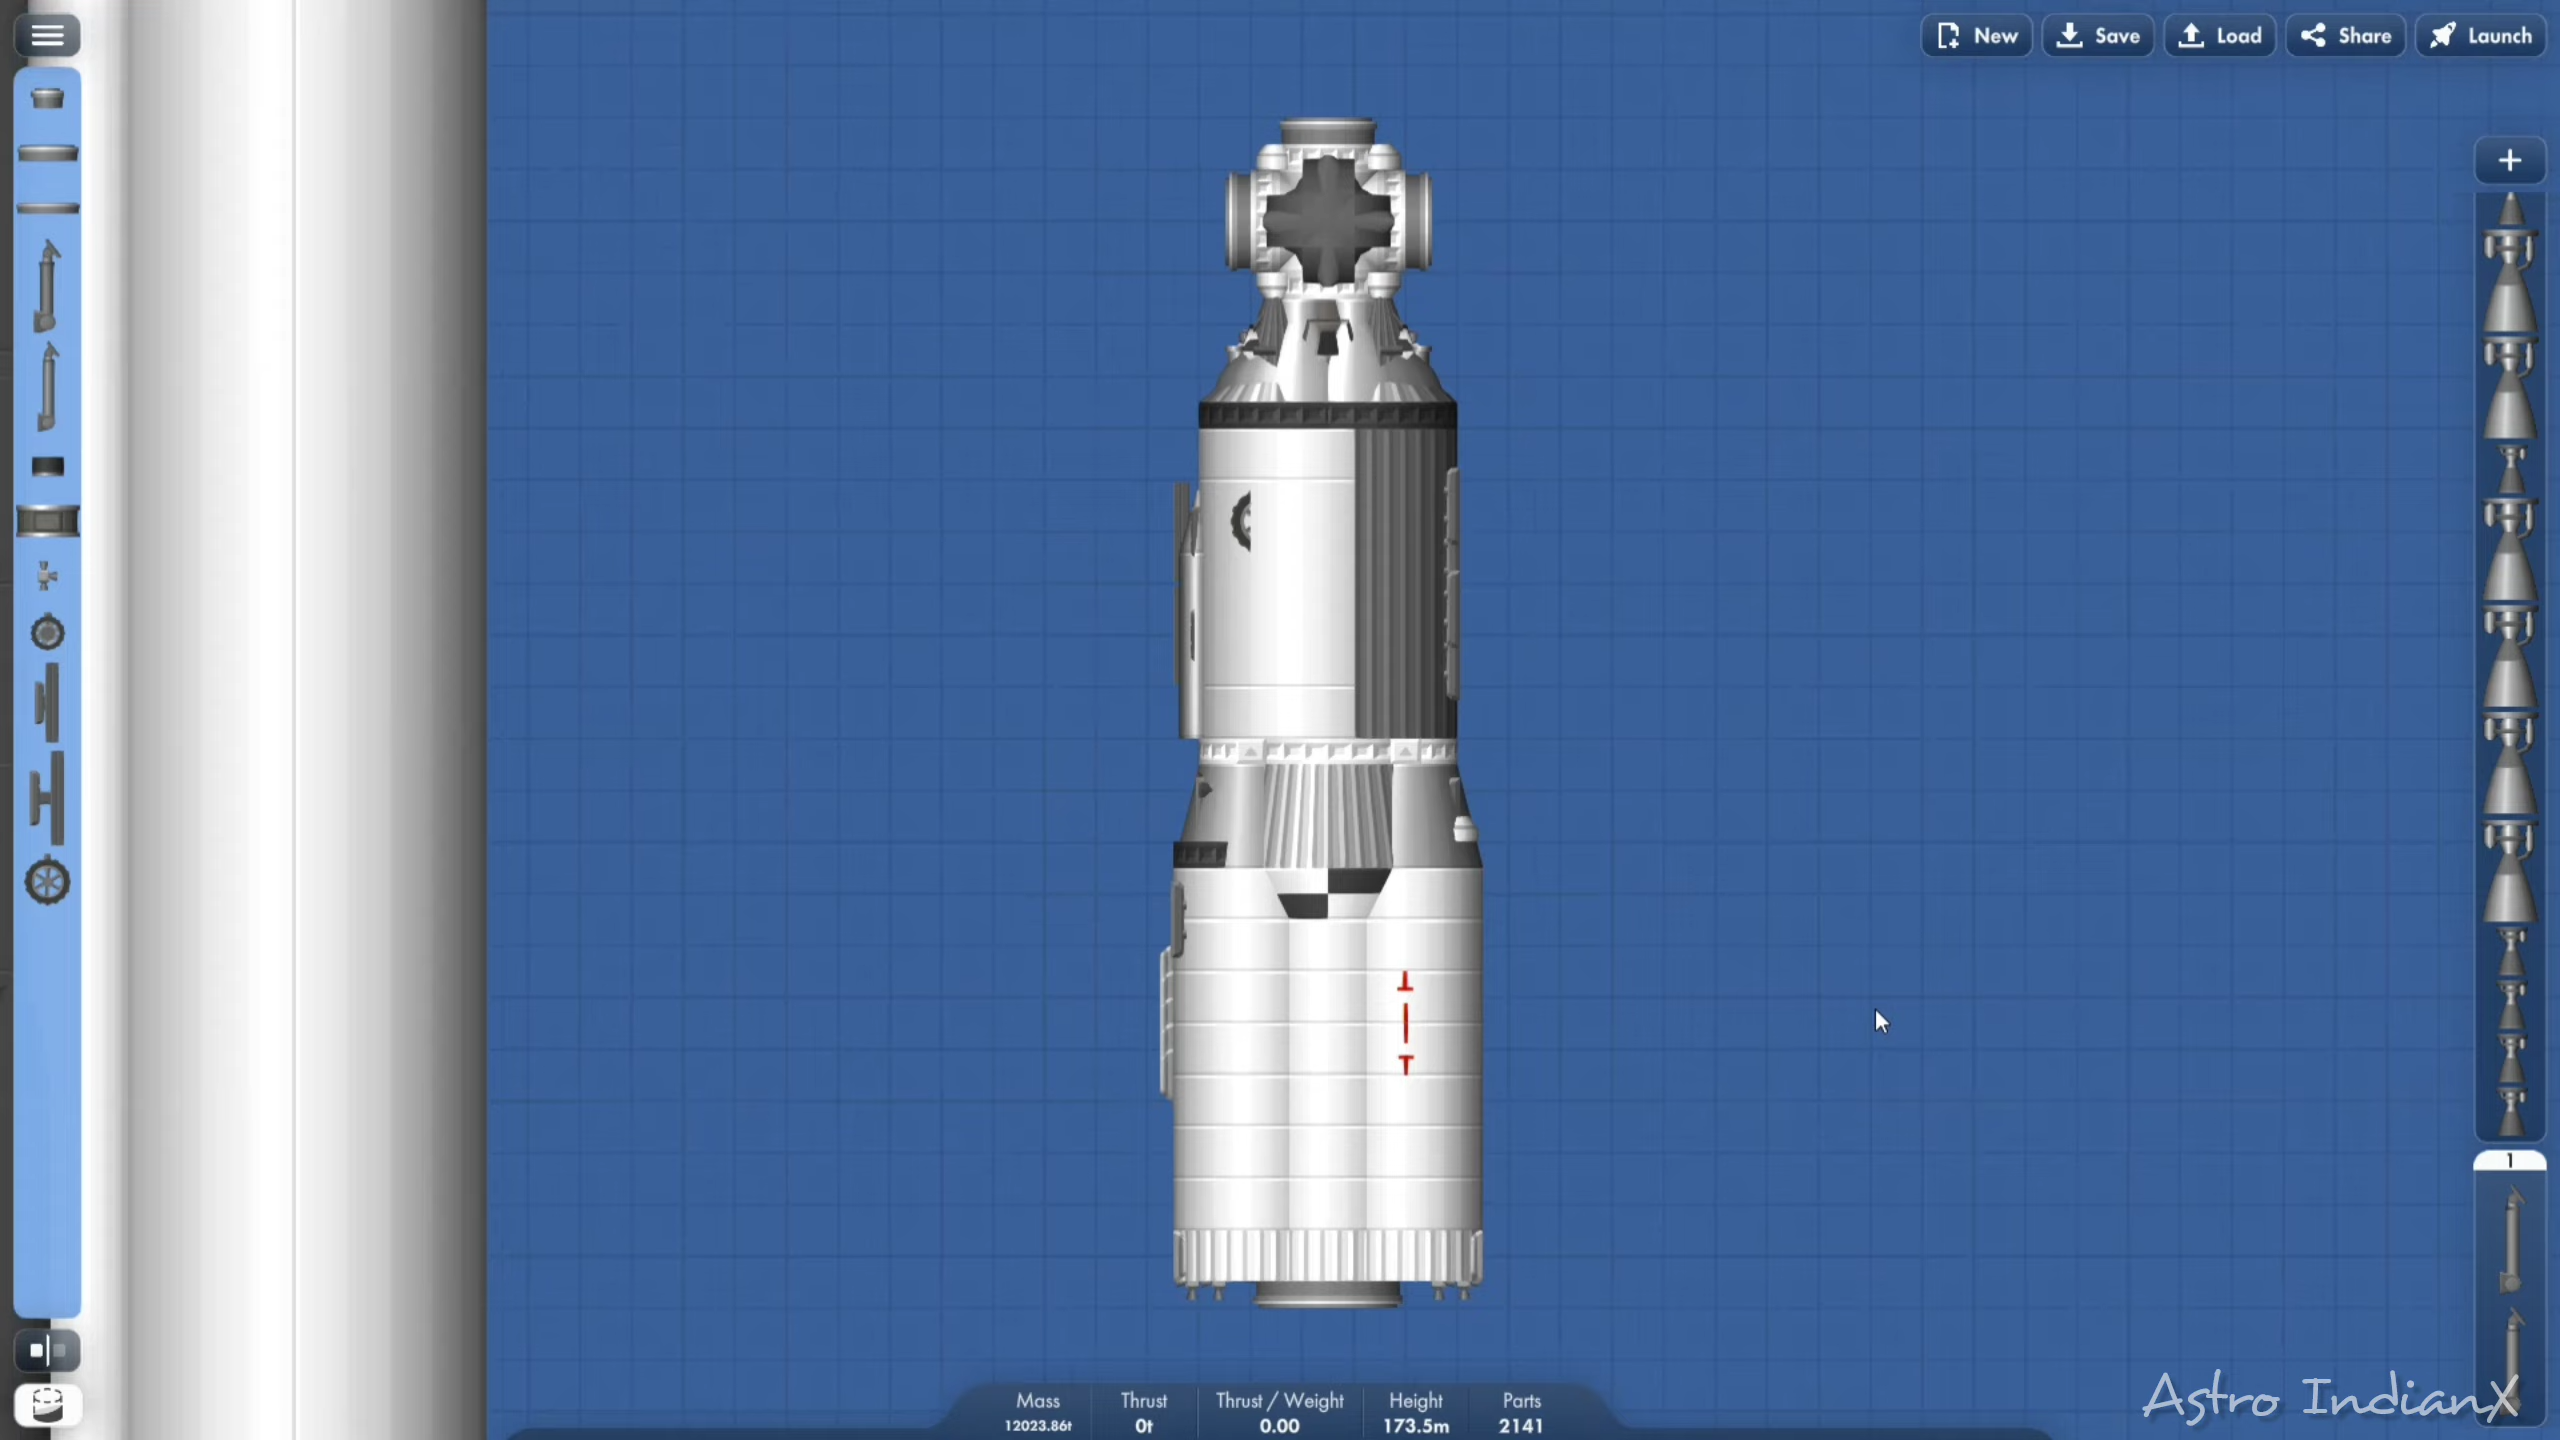 New Save Load Share Launch
1
Mass Thrust Thrust / Weight Height Parts
12023.86t 0t 0.00 173.5m 2141
Astro IndianX